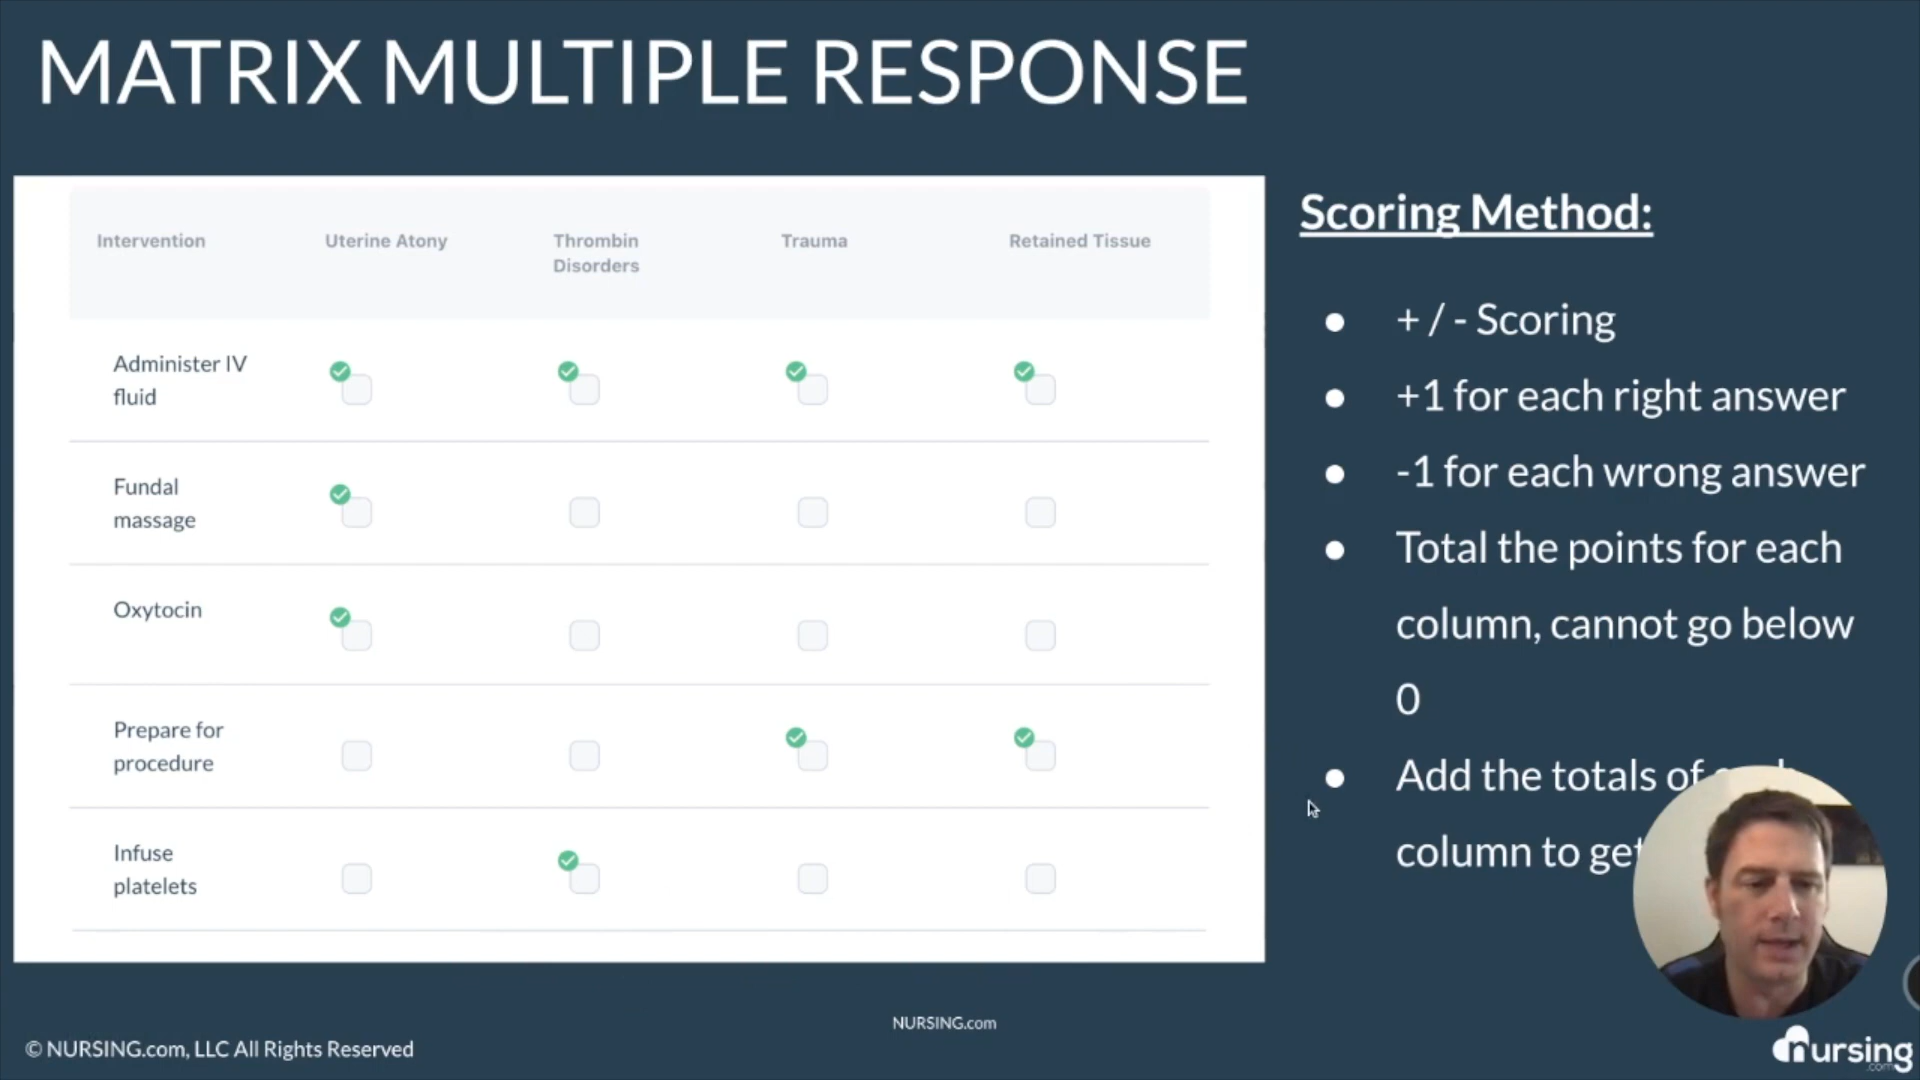 MATRIX MULTIPLE RESPONSE
Intervention
Uterine Atony
Thrombin
Disorders
Trauma
Retained Tissue
Administer IV
fluid
Fundal
massage
Oxytocin
Prepare for
procedure
Infuse
platelets
Scoring Method:
+ / - Scoring
+1 for each right answer
-1 for each wrong answer
Total the points for each
column, cannot go below
0
Add the totals of
column to get
NURSING.com
© NURSING.com, LLC All Rights Reserved
nursing
.com